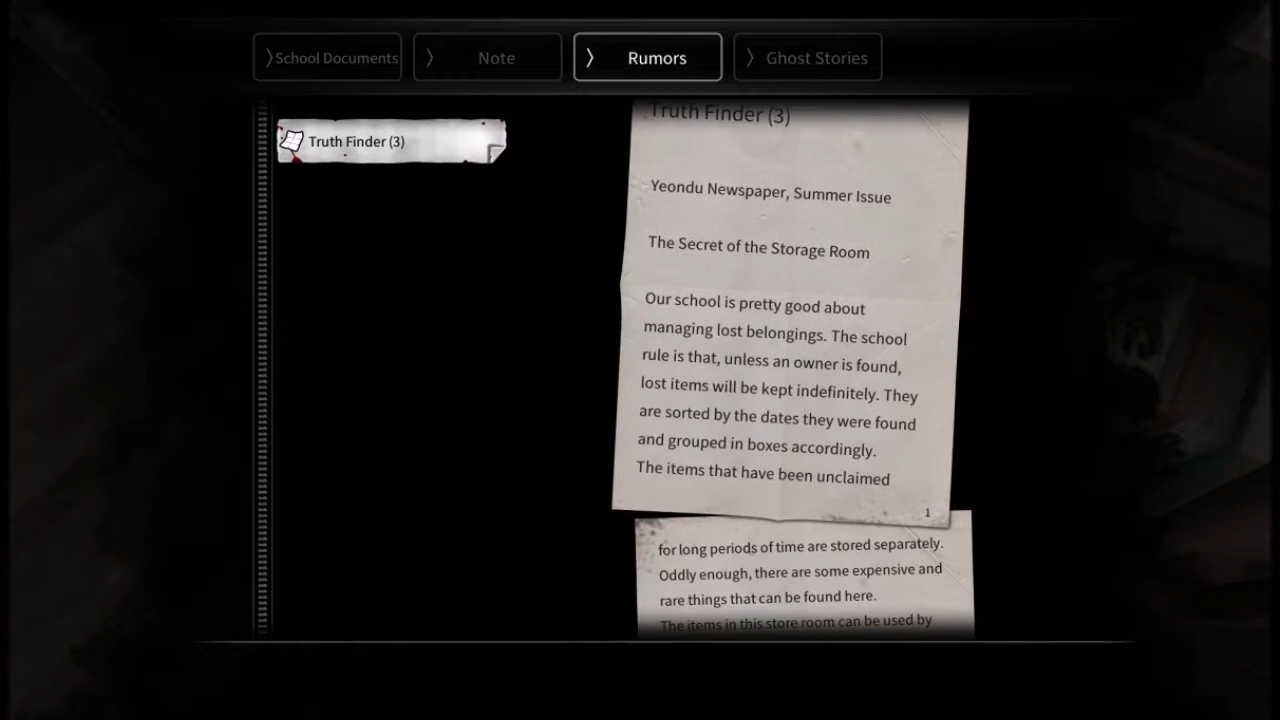 School Documents
Note
Rumors
Ghost Stories
Truth Finder (3)
Truth Finder (3)
Yeondu Newspaper, Summer Issue
The Secret of the Storage Room
Our school is pretty good about
managing lost belongings. The school
rule is that, unless an owner is found,
lost items will be kept indefinitely. They
are sorted by the dates they were found
and grouped in boxes accordingly.
The items that have been unclaimed
1
for long periods of time are stored separately.
Oddly enough, there are some expensive and
rare things that can be found here.
The items in this store room can be used by